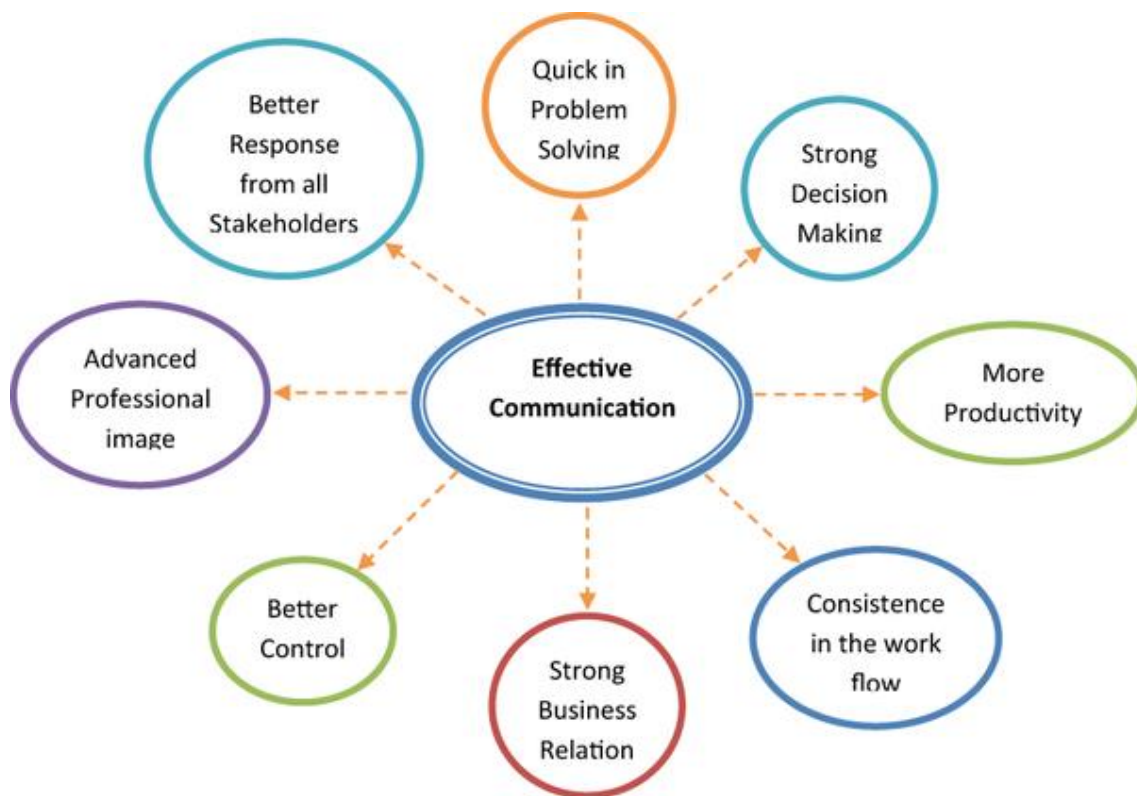 Quick in
Problem
Solving
Better
Response
from all
Stakeholders
Strong
Decision
Making
Advanced
Professional
image
Effective
Communication
More
Productivity
Better
Control
Strong
Business
Relation
Consistence
in the work
flow